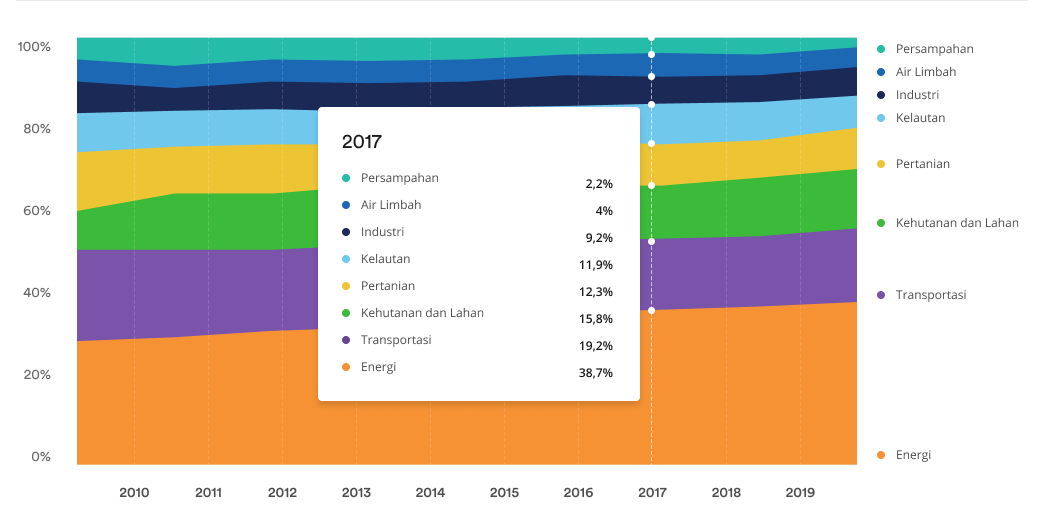 100%
80%
60%
40%
20%
0%
2017
Persampahan 2,2%
Air Limbah 4%
Industri 9,2%
Kelautan 11,9%
Pertanian 12,3%
Kehutanan dan Lahan 15,8%
Transportasi 19,2%
Energi 38,7%
Persampahan
Air Limbah
Industri
Kelautan
Pertanian
Kehutanan dan Lahan
Transportasi
Energi
2010 2011 2012 2013 2014 2015 2016 2017 2018 2019